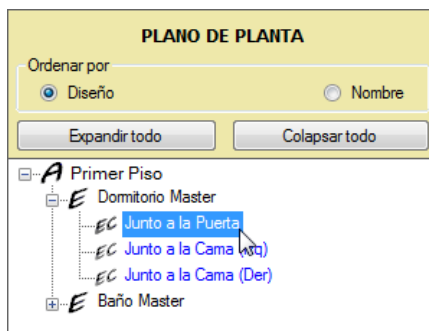 PLANO DE PLANTA
Ordenar por
Diseño Nombre
Expandir todo Colapsar todo
A Primer Piso
E Dormitorio Master
EC Junto a la Puerta
EC Junto a la Cama
EC Junto a la Cama (Der)
E Baño Master